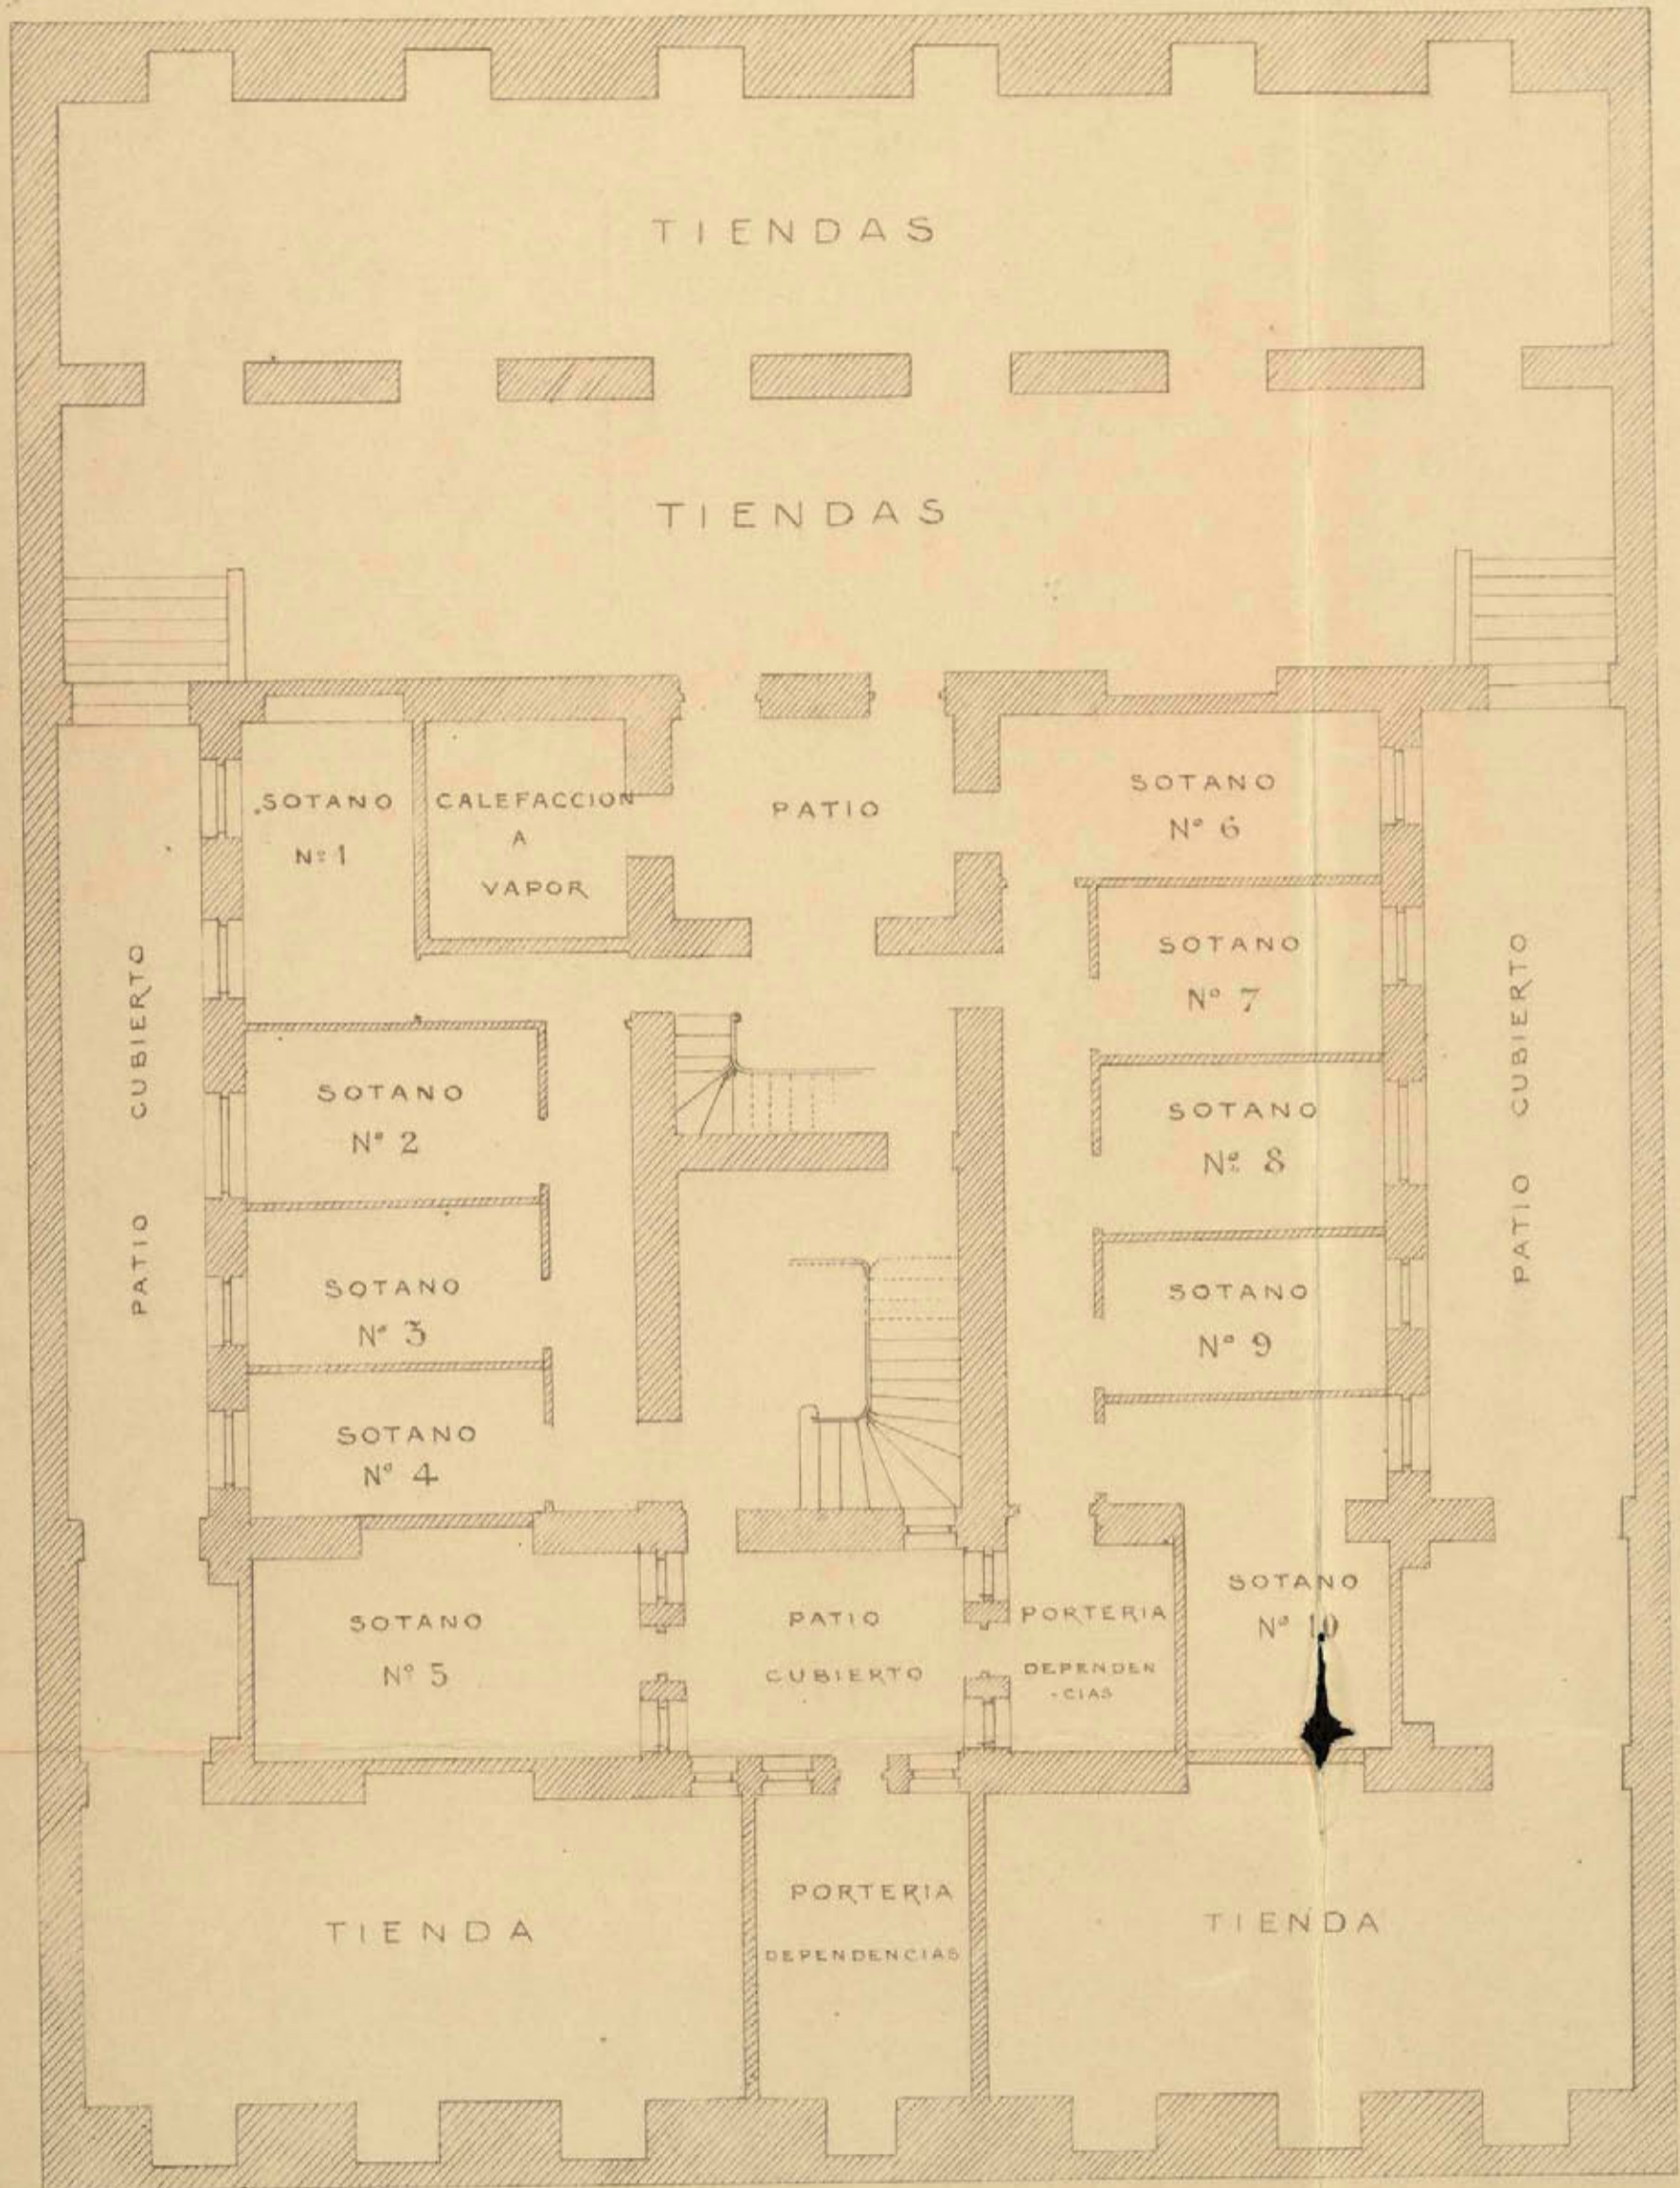 TIENDAS
TIENDAS
SOTANO
Nº 1
CALEFACCION
A
VAPOR
PATIO
SOTANO
Nº 6
SOTANO
Nº 7
PATIO CUBIERTO
PATIO CUBIERTO
SOTANO
Nº 2
SOTANO
Nº 8
SOTANO
Nº 3
SOTANO
Nº 9
SOTANO
Nº 4
SOTANO
Nº 5
PATIO
CUBIERTO
PORTERIA
DEPENDEN
-CIAS
SOTANO
Nº 10
TIENDA
PORTERIA
DEPENDENCIAS
TIENDA